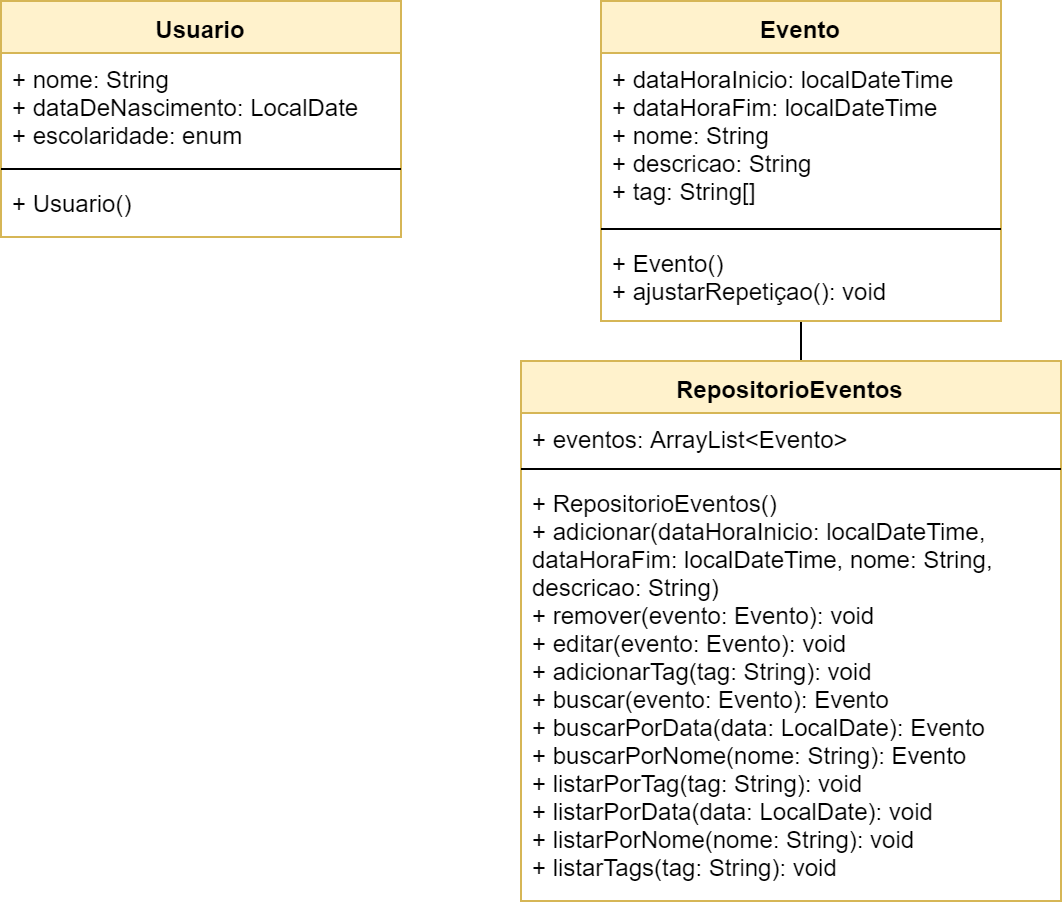 Usuario
+ nome: String
+ dataDeNascimento: LocalDate
+ escolaridade: enum
+ Usuario()
Evento
+ dataHoraInicio: localDateTime
+ dataHoraFim: localDateTime
+ nome: String
+ descricao: String
+ tag: String[]
+ Evento()
+ ajustarRepetiçao(): void
RepositorioEventos
+ eventos: ArrayList<Evento>
+ RepositorioEventos()
+ adicionar(dataHoraInicio: localDateTime,
dataHoraFim: localDateTime, nome: String,
descricao: String)
+ remover(evento: Evento): void
+ editar(evento: Evento): void
+ adicionarTag(tag: String): void
+ buscar(evento: Evento): Evento
+ buscarPorData(data: LocalDate): Evento
+ buscarPorNome(nome: String): Evento
+ listarPorTag(tag: String): void
+ listarPorData(data: LocalDate): void
+ listarPorNome(nome: String): void
+ listarTags(tag: String): void